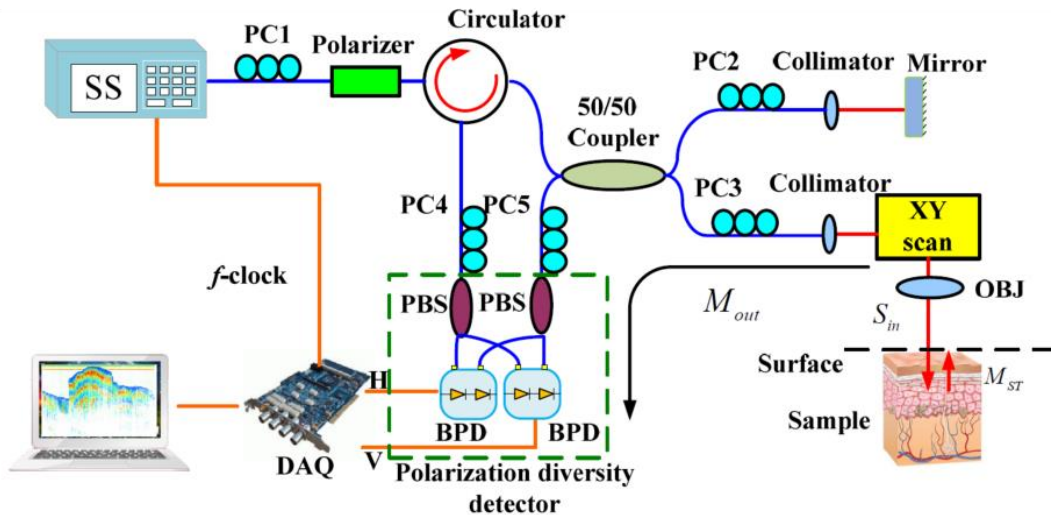 Circulator
PC1
Polarizer
SS
PC2
Collimator
Mirror
50/50
Coupler
PC3
Collimator
XY
scan
PC4
PC5
f-clock
PBS
PBS
M_out
S_in
OBJ
Surface
M_ST
Sample
H
BPD
BPD
DAQ
V
Polarization diversity
detector